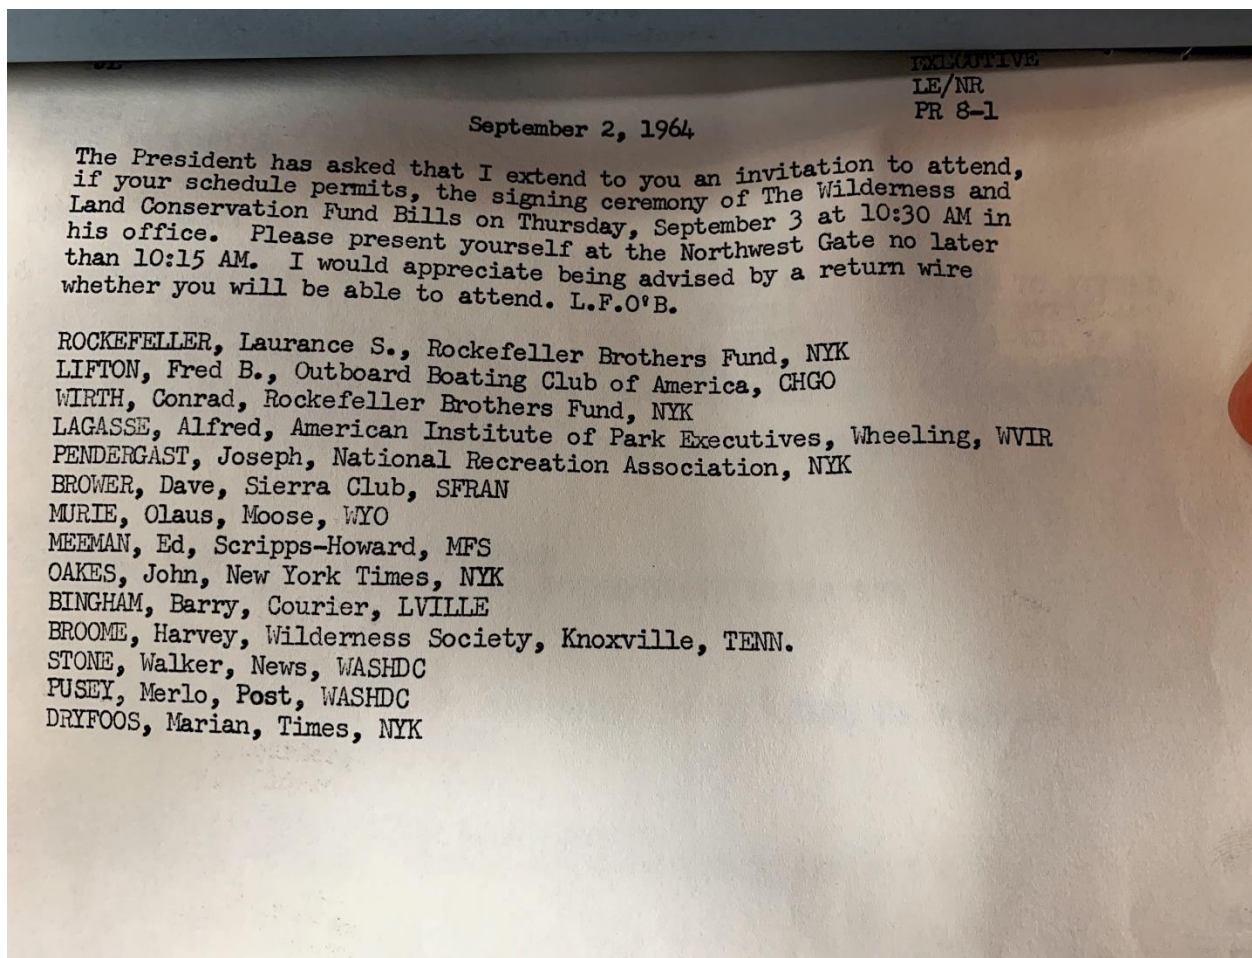 EXECUTIVE
LE/NR
PR 8-1
September 2, 1964
The President has asked that I extend to you an invitation to attend,
if your schedule permits, the signing ceremony of The Wilderness and
Land Conservation Fund Bills on Thursday, September 3 at 10:30 AM in
his office. Please present yourself at the Northwest Gate no later
than 10:15 AM. I would appreciate being advised by a return wire
whether you will be able to attend. L.F.O'B.
ROCKEFELLER, Laurance S., Rockefeller Brothers Fund, NYK
LIFTON, Fred B., Outboard Boating Club of America, CHGO
WIRTH, Conrad, Rockefeller Brothers Fund, NYK
LAGASSE, Alfred, American Institute of Park Executives, Wheeling, WVIR
PENDERGAST, Joseph, National Recreation Association, NYK
BROWER, Dave, Sierra Club, SFRAN
MURIE, Olaus, Moose, WYO
MEEMAN, Ed, Scripps-Howard, MFS
OAKES, John, New York Times, NYK
BINGHAM, Barry, Courier, LVILLE
BROOME, Harvey, Wilderness Society, Knoxville, TENN.
STONE, Walker, News, WASHDC
PUSEY, Merlo, Post, WASHDC
DRYFOOS, Marian, Times, NYK